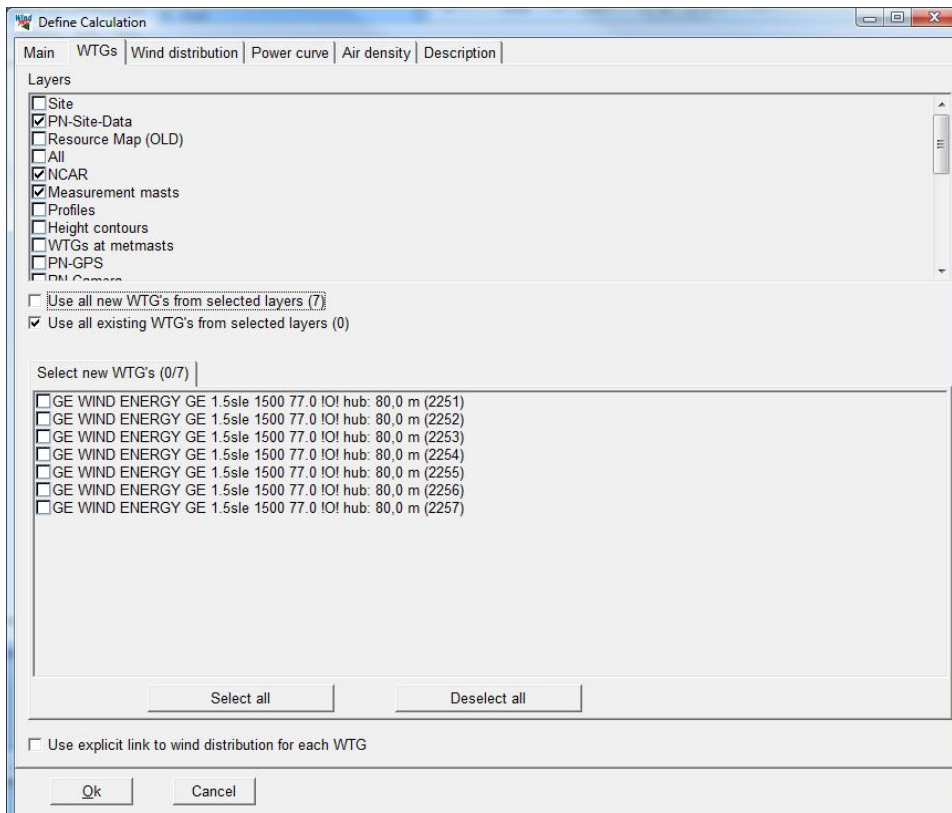 Define Calculation
Main WTGs Wind distribution Power curve Air density Description
Layers
Site
PN-Site-Data
Resource Map (OLD)
All
NCAR
Measurement masts
Profiles
Height contours
WTGs at metmasts
PN-GPS
PN-Camera
Use all new WTG's from selected layers (7)
Use all existing WTG's from selected layers (0)
Select new WTG's (0/7)
GE WIND ENERGY GE 1.5sle 1500 77.0 !O! hub: 80,0 m (2251)
GE WIND ENERGY GE 1.5sle 1500 77.0 !O! hub: 80,0 m (2252)
GE WIND ENERGY GE 1.5sle 1500 77.0 !O! hub: 80,0 m (2253)
GE WIND ENERGY GE 1.5sle 1500 77.0 !O! hub: 80,0 m (2254)
GE WIND ENERGY GE 1.5sle 1500 77.0 !O! hub: 80,0 m (2255)
GE WIND ENERGY GE 1.5sle 1500 77.0 !O! hub: 80,0 m (2256)
GE WIND ENERGY GE 1.5sle 1500 77.0 !O! hub: 80,0 m (2257)
Select all Deselect all
Use explicit link to wind distribution for each WTG
Ok Cancel